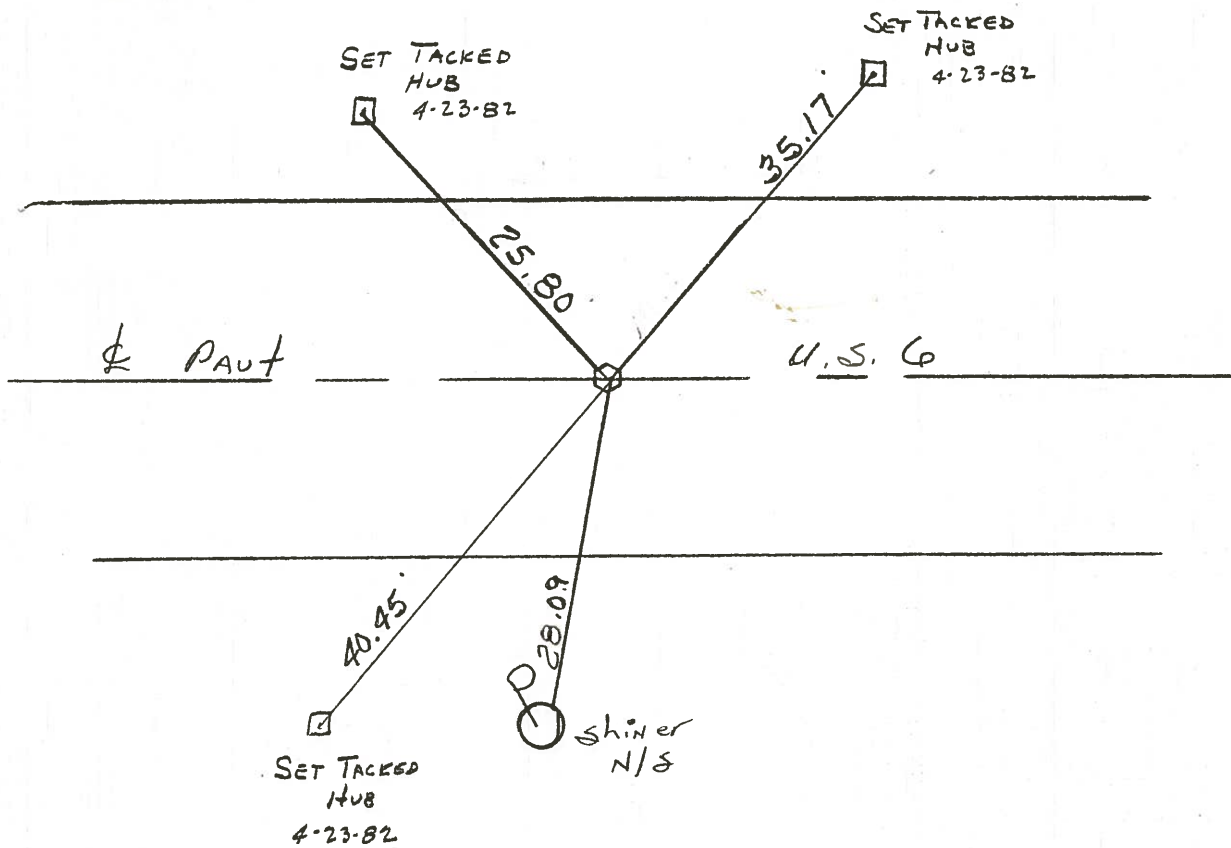 SET TACKED
HUB
4-23-82
SET TACKED
HUB
4-23-82
35.17'
25.80
℄ PAVT
U.S. 6
40.45'
28.09
shiner
N/S
SET TACKED
HUB
4-23-82